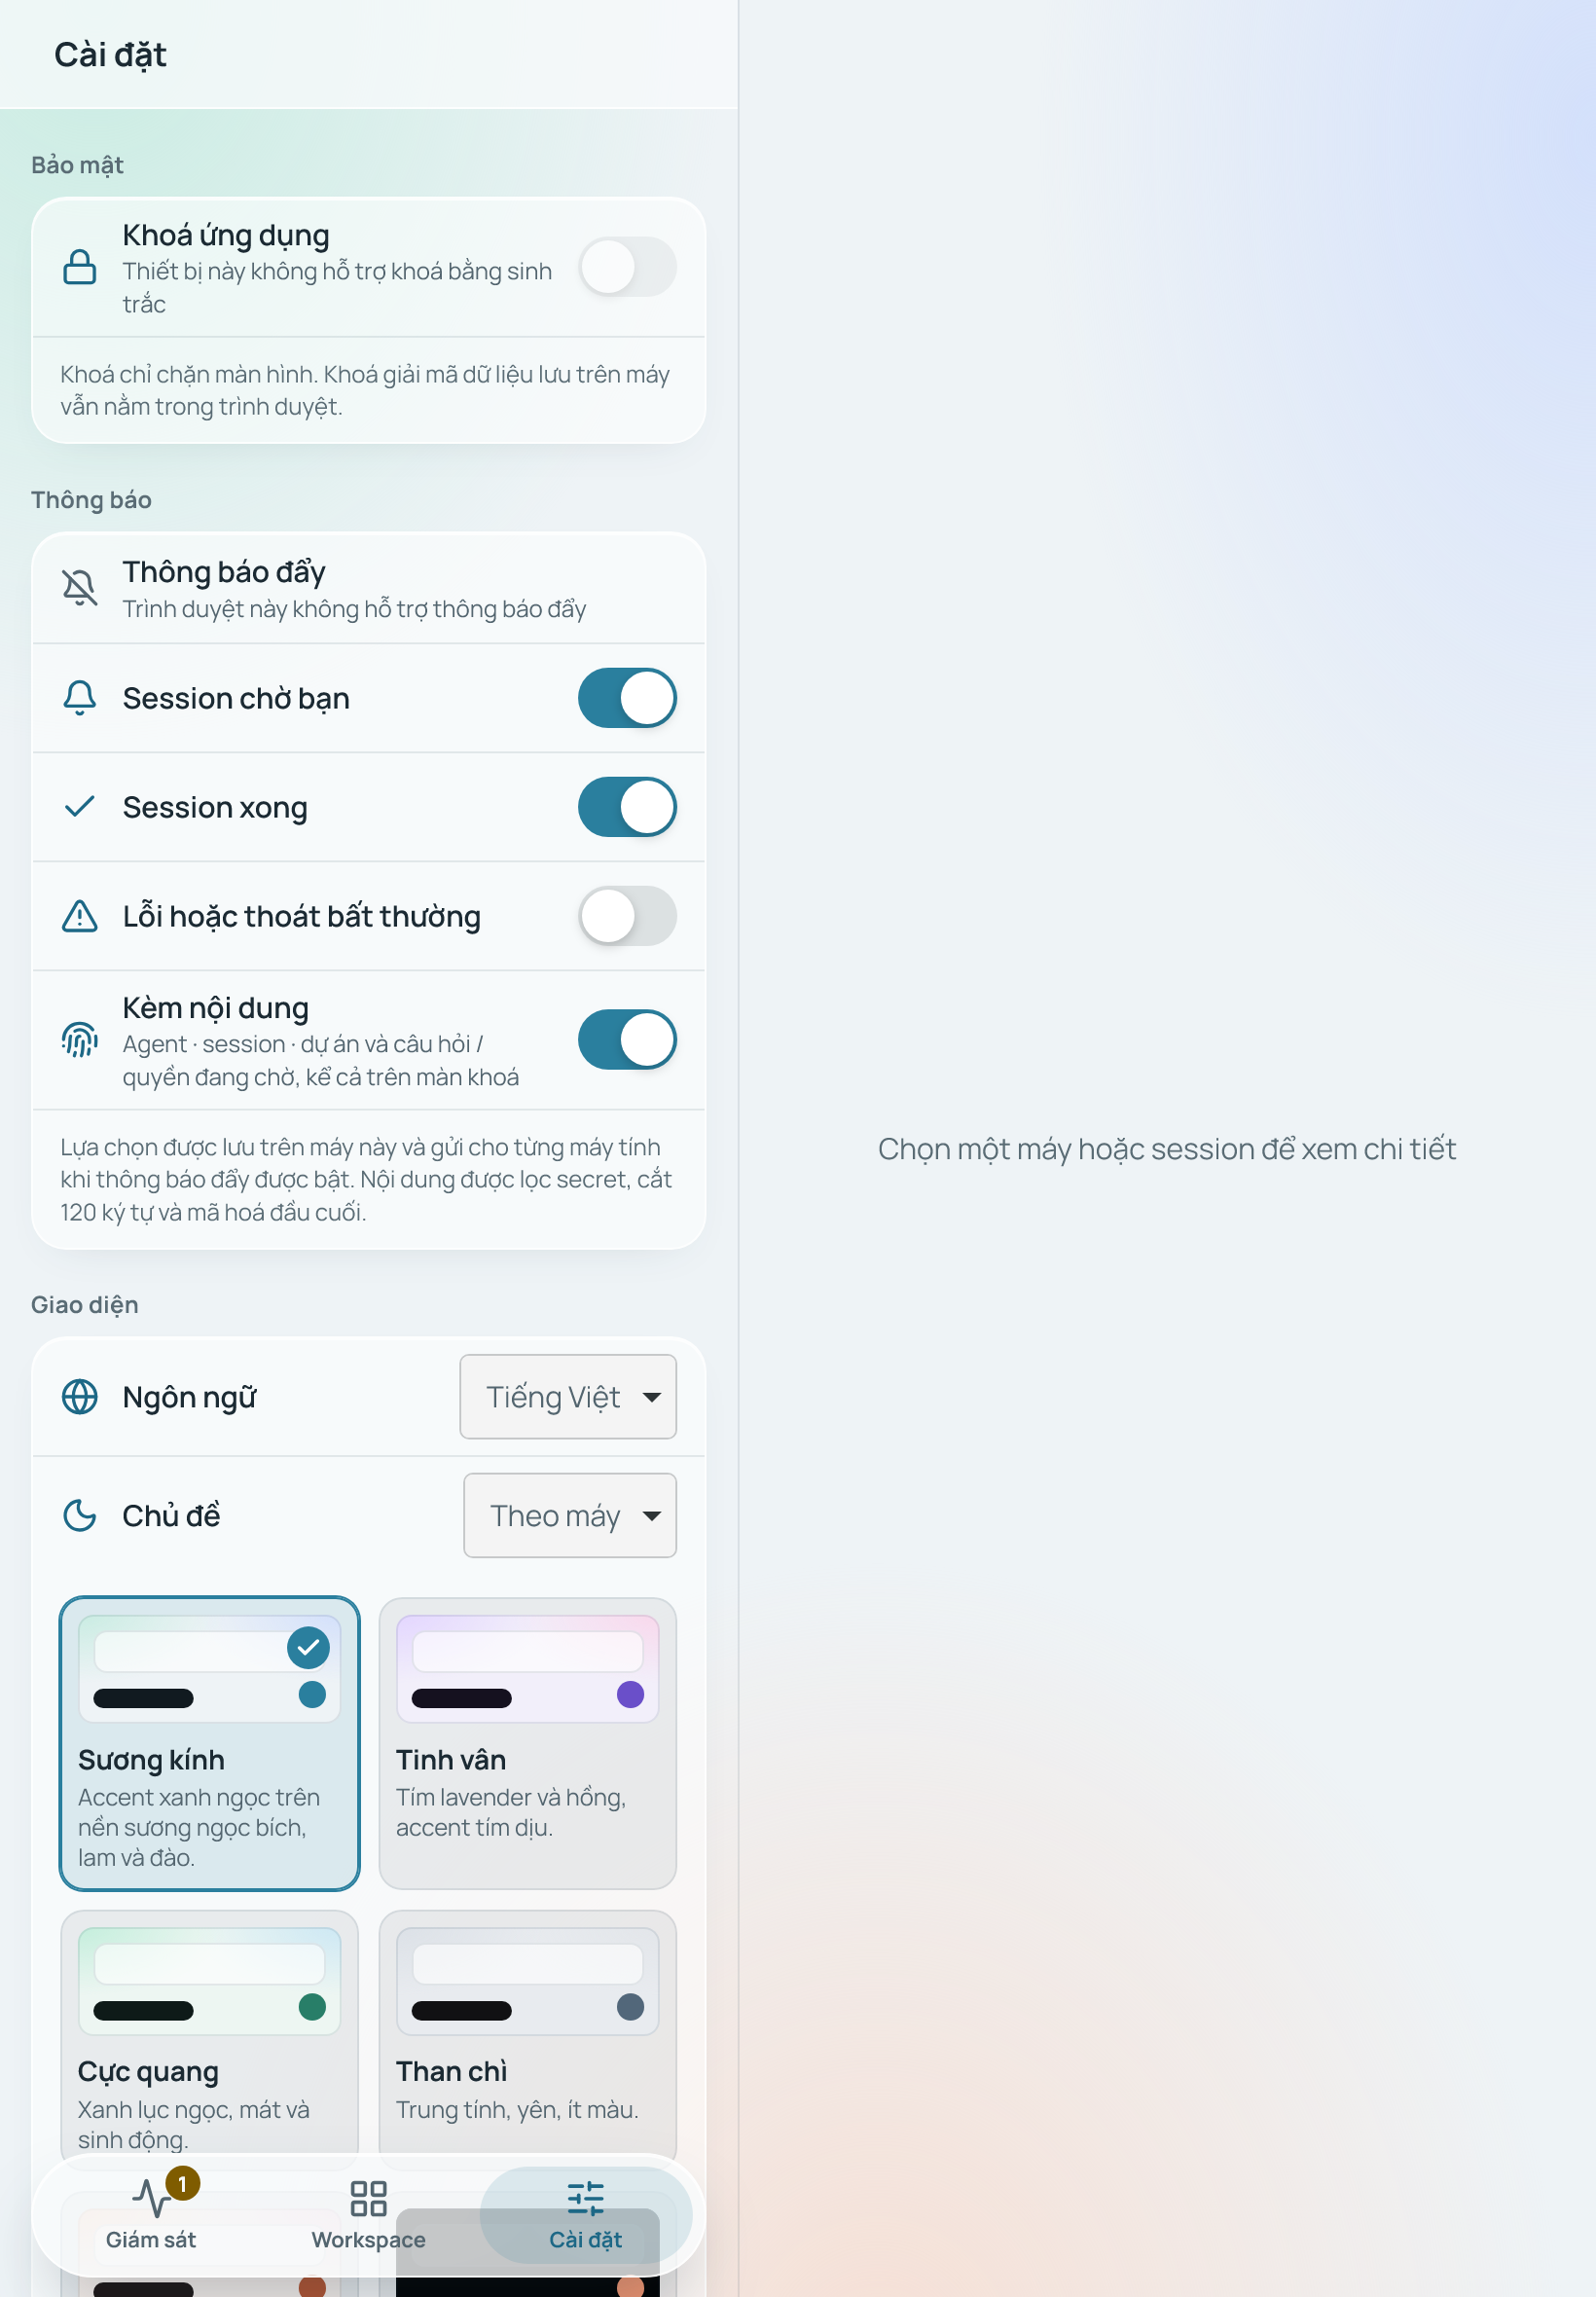 Cài đặt
Bảo mật
Khoá ứng dụng
Thiết bị này không hỗ trợ khoá bằng sinh
trắc
Khoá chỉ chặn màn hình. Khoá giải mã dữ liệu lưu trên máy
vẫn nằm trong trình duyệt.
Thông báo
Thông báo đẩy
Trình duyệt này không hỗ trợ thông báo đẩy
Session chờ bạn
Session xong
Lỗi hoặc thoát bất thường
Kèm nội dung
Agent · session · dự án và câu hỏi /
quyền đang chờ, kể cả trên màn khoá
Lựa chọn được lưu trên máy này và gửi cho từng máy tính
khi thông báo đẩy được bật. Nội dung được lọc secret, cắt
120 ký tự và mã hoá đầu cuối.
Giao diện
Ngôn ngữ
Tiếng Việt
Chủ đề
Theo máy
Sương kính
Accent xanh ngọc trên
nền sương ngọc bích,
lam và đào.
Tinh vân
Tím lavender và hồng,
accent tím dịu.
Cực quang
Xanh lục ngọc, mát và
sinh động.
Than chì
Trung tính, yên, ít màu.
1
Giám sát
Workspace
Cài đặt
Chọn một máy hoặc session để xem chi tiết